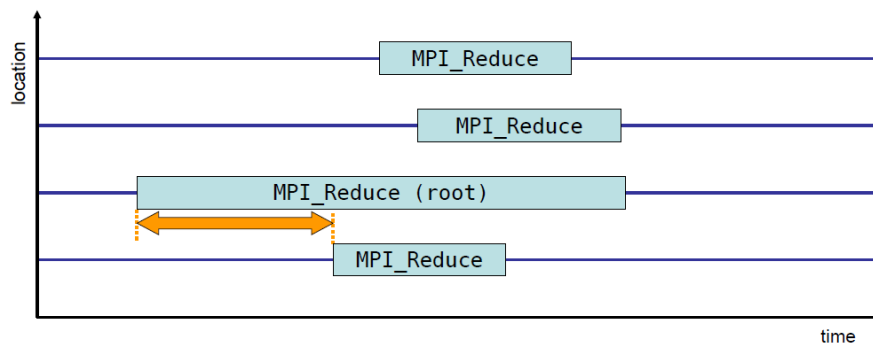 location
MPI_Reduce
MPI_Reduce
MPI_Reduce (root)
MPI_Reduce
time